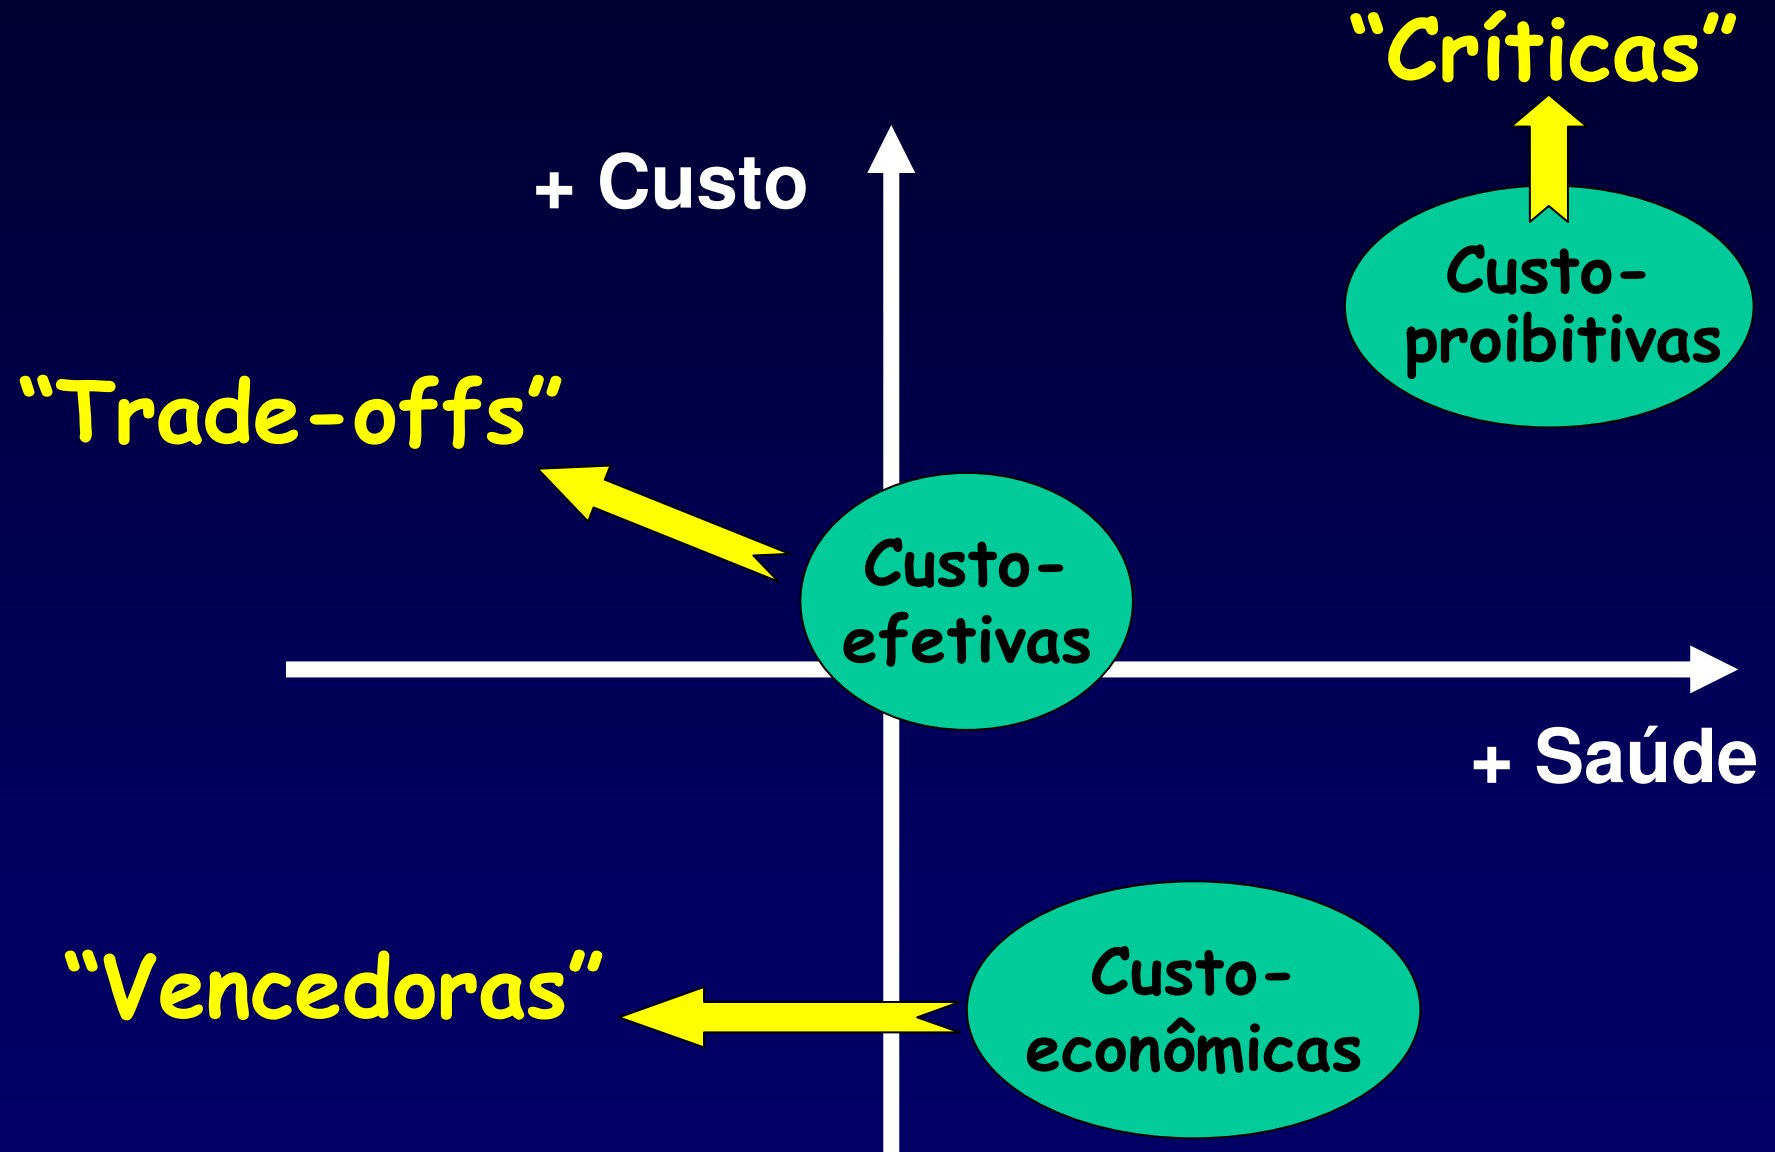 “Críticas”
+ Custo
Custo-
proibitivas
“Trade-offs”
Custo-
efetivas
+ Saúde
“Vencedoras”
Custo-
econômicas